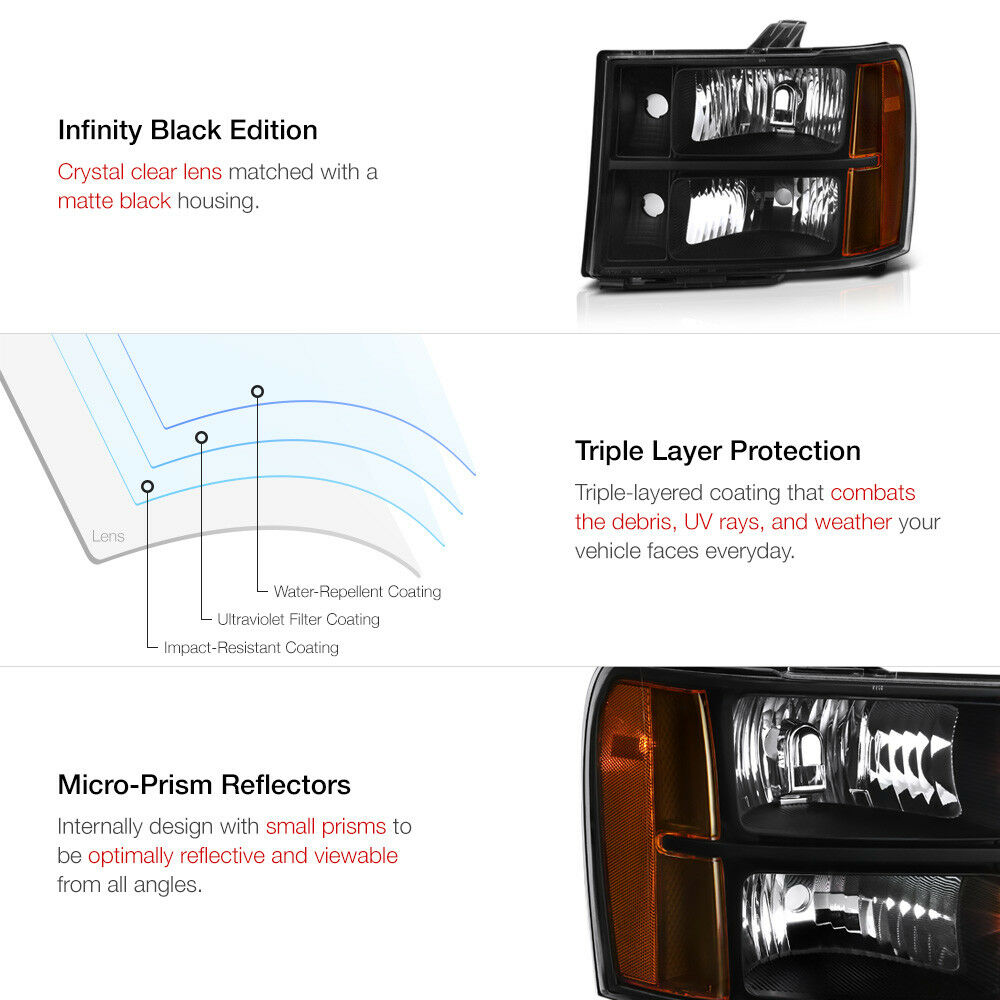 Infinity Black Edition
Crystal clear lens matched with a
matte black housing.
Triple Layer Protection
Triple-layered coating that combats
the debris, UV rays, and weather your
vehicle faces everyday.
Lens
Water-Repellent Coating
Ultraviolet Filter Coating
Impact-Resistant Coating
Micro-Prism Reflectors
Internally design with small prisms to
be optimally reflective and viewable
from all angles.